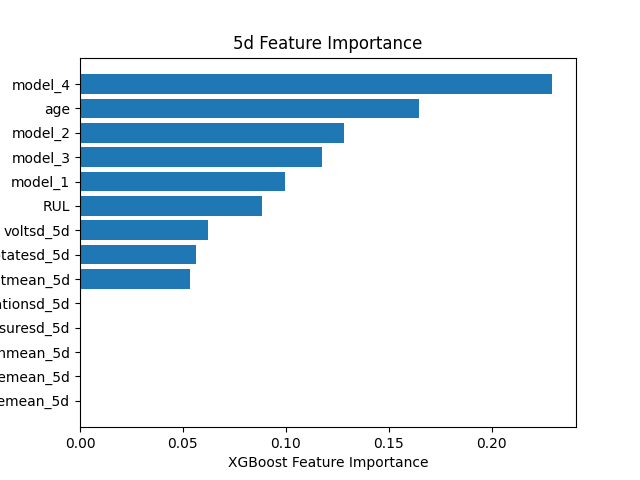 5d Feature Importance
model_4
age
model_2
model_3
model_1
RUL
voltsd_5d
tatesd_5d
tmean_5d
ationsd_5d
suresd_5d
nmean_5d
emean_5d
emean_5d
0.00 0.05 0.10 0.15 0.20
XGBoost Feature Importance